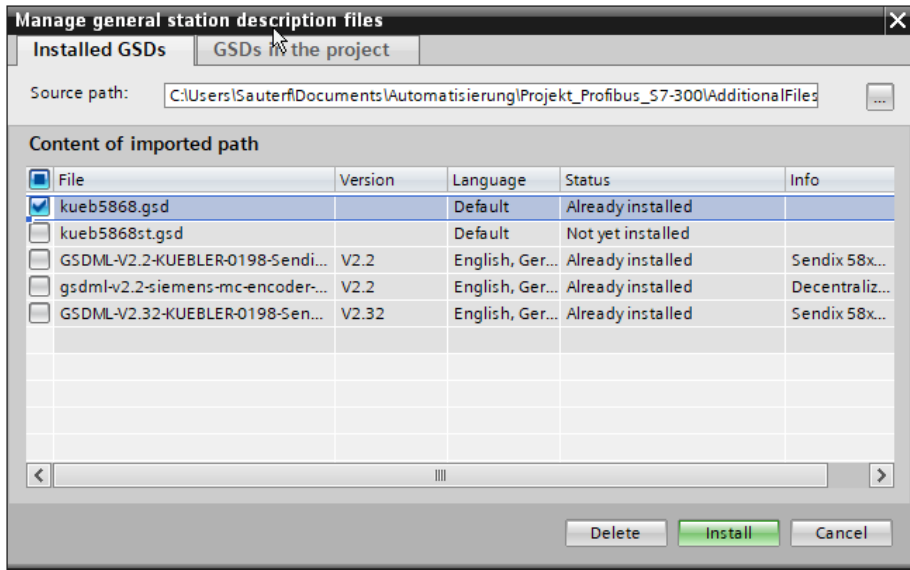 Manage general station description files
Installed GSDs GSDs in the project
Source path: C:\Users\Sauterf\Documents\Automatisierung\Projekt_Profibus_S7-300\AdditionalFiles ...
Content of imported path
File Version Language Status Info
kueb5868.gsd Default Already installed
kueb5868st.gsd Default Not yet installed
GSDML-V2.2-KUEBLER-0198-Sendi... V2.2 English, Ger... Already installed Sendix 58x...
gsdml-v2.2-siemens-mc-encoder-... V2.2 English, Ger... Already installed Decentraliz...
GSDML-V2.32-KUEBLER-0198-Sen... V2.32 English, Ger... Already installed Sendix 58x...
Delete Install Cancel